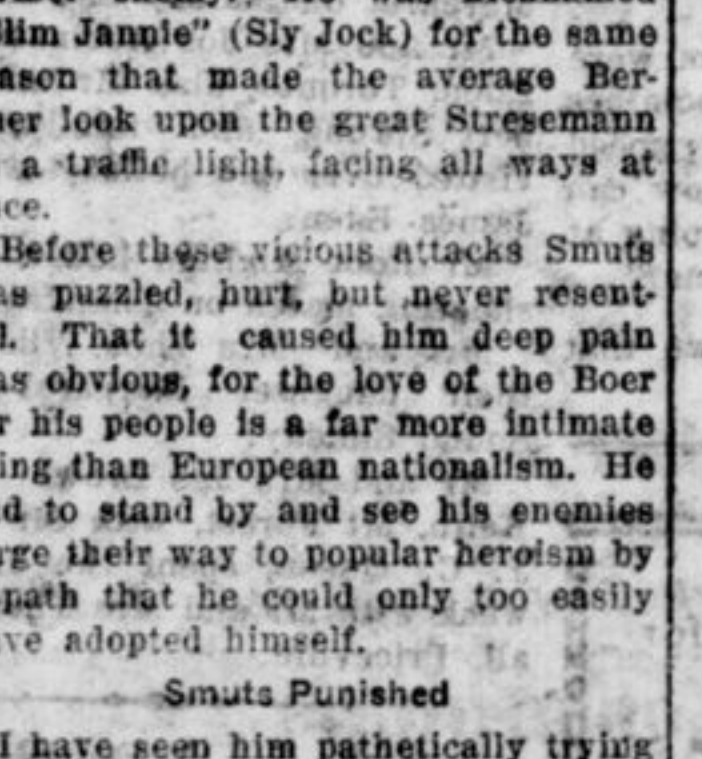 lim Jannie" (Sly Jock) for the same
ason that made the average Ber-
er look upon the great Stresemann
a traffic light, facing all ways at
ce.
Before these vicious attacks Smuts
as puzzled, hurt, but never resent-
d. That it caused him deep pain
as obvious, for the love of the Boer
r his people is a far more intimate
ing than European nationalism. He
d to stand by and see his enemies
rge their way to popular heroism by
path that he could only too easily
ve adopted himself.
Smuts Punished
I have seen him pathetically trying